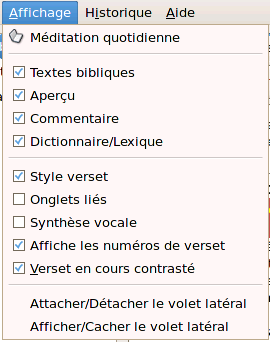 Affichage Historique Aide
Méditation quotidienne
Textes bibliques
Aperçu
Commentaire
Dictionnaire/Lexique
Style verset
Onglets liés
Synthèse vocale
Affiche les numéros de verset
Verset en cours contrasté
Attacher/Détacher le volet latéral
Afficher/Cacher le volet latéral